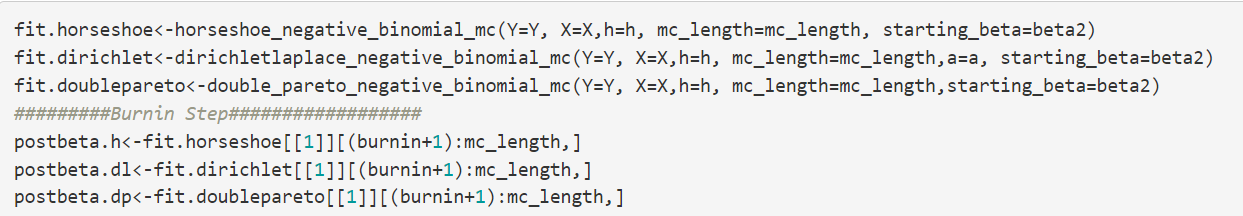 fit.horseshoe<-horseshoe_negative_binomial_mc(Y=Y, X=X,h=h, mc_length=mc_length, starting_beta=beta2)
fit.dirichlet<-dirichletlaplace_negative_binomial_mc(Y=Y, X=X,h=h, mc_length=mc_length,a=a, starting_beta=beta2)
fit.doublepareto<-double_pareto_negative_binomial_mc(Y=Y, X=X,h=h, mc_length=mc_length,starting_beta=beta2)
#########Burnin Step##################
postbeta.h<-fit.horseshoe[[1]][(burnin+1):mc_length,]
postbeta.dl<-fit.dirichlet[[1]][(burnin+1):mc_length,]
postbeta.dp<-fit.doublepareto[[1]][(burnin+1):mc_length,]